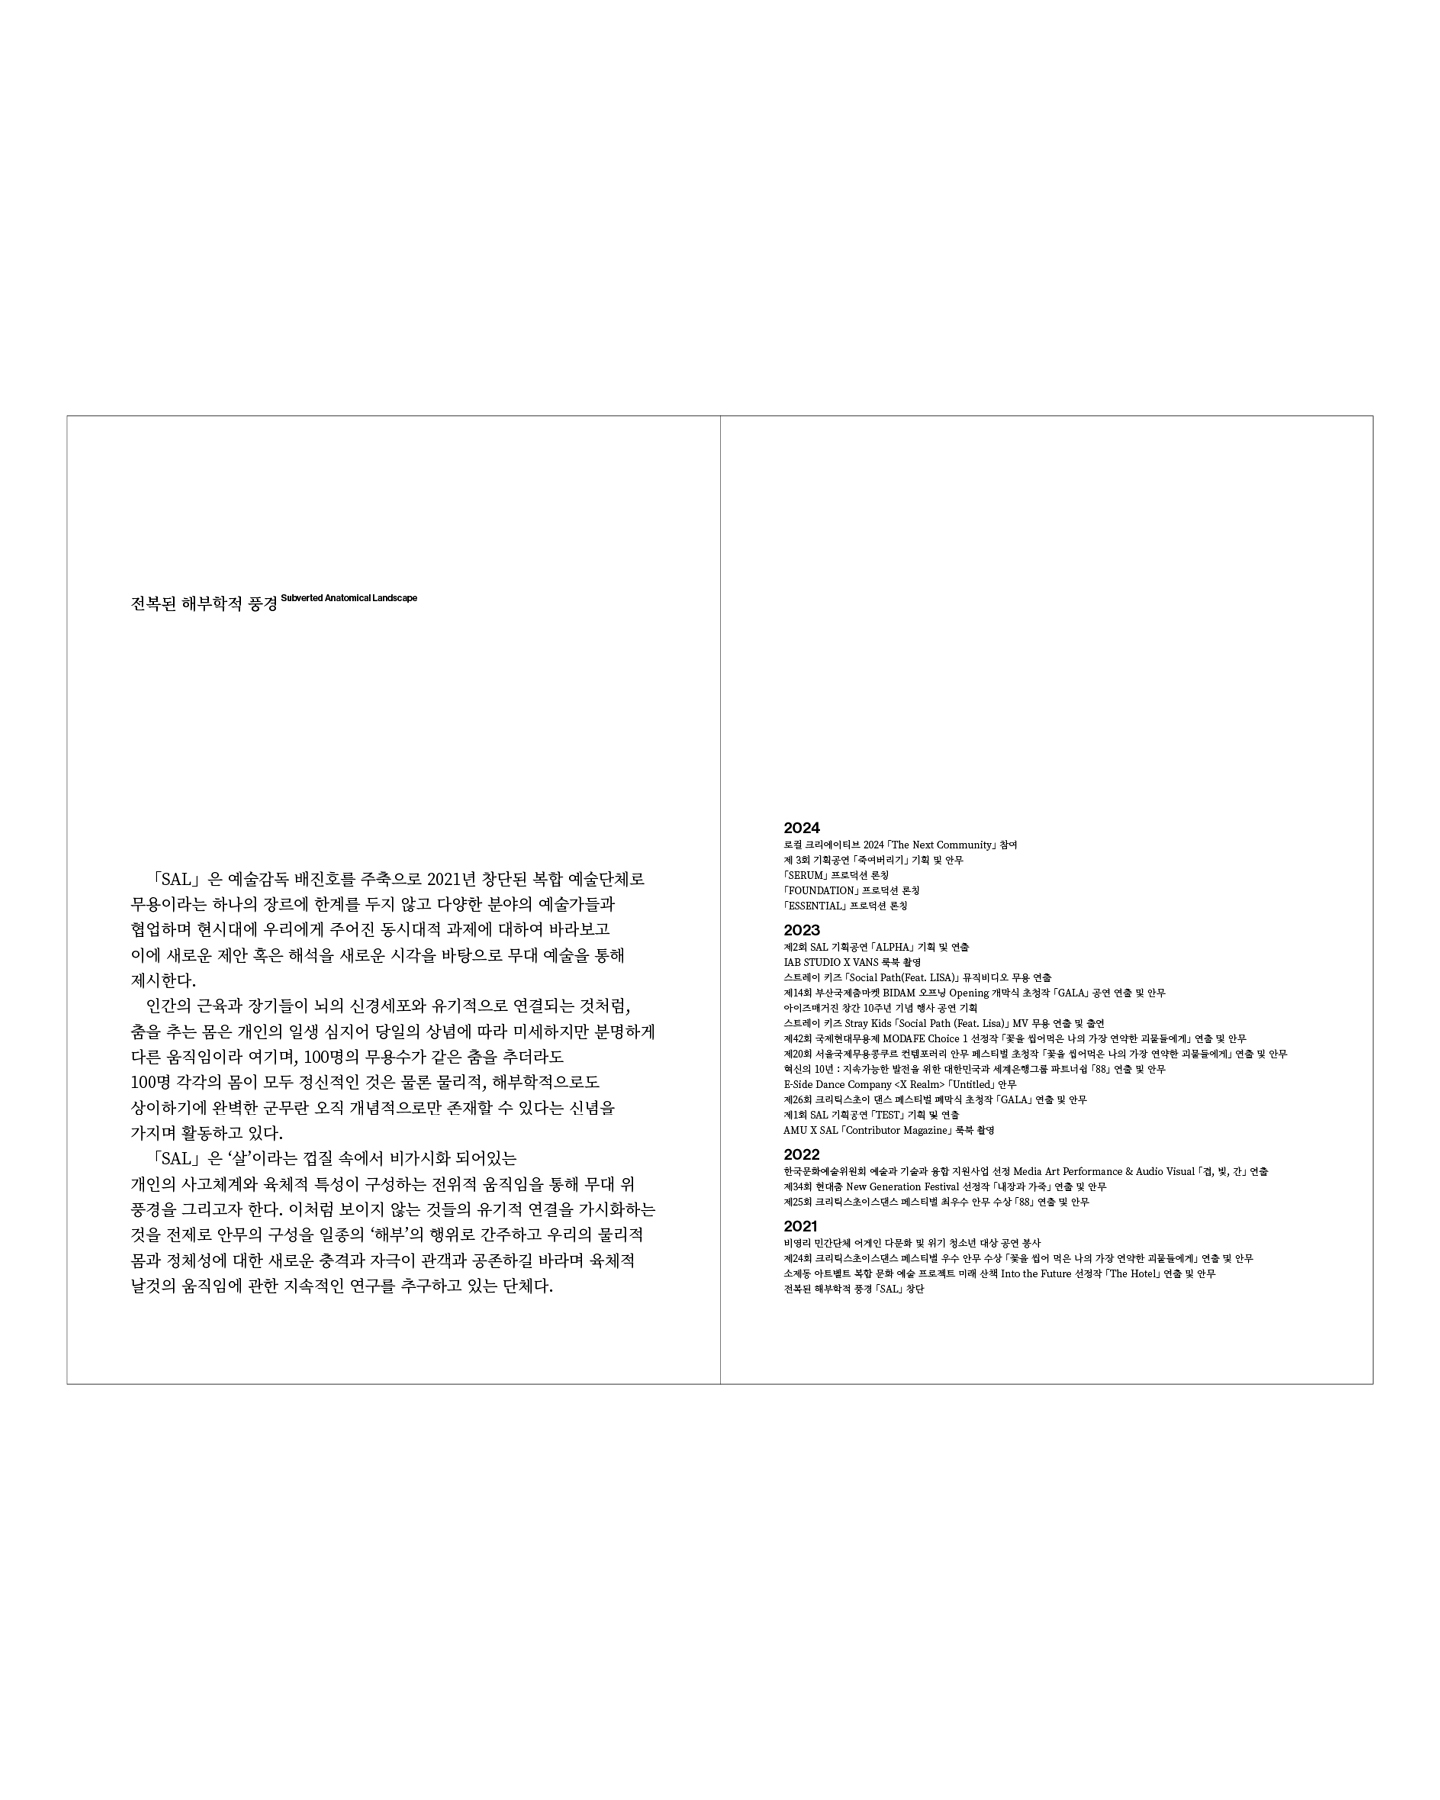 전복된 해부학적 풍경 Subverted Anatomical Landscape
「SAL」은 예술감독 배진호를 주축으로 2021년 창단된 복합 예술단체로
무용이라는 하나의 장르에 한계를 두지 않고 다양한 분야의 예술가들과
협업하며 현시대에 우리에게 주어진 동시대적 과제에 대하여 바라보고
이에 새로운 제안 혹은 해석을 새로운 시각을 바탕으로 무대 예술을 통해
제시한다.
인간의 근육과 장기들이 뇌의 신경세포와 유기적으로 연결되는 것처럼,
춤을 추는 몸은 개인의 일생 심지어 당일의 상념에 따라 미세하지만 분명하게
다른 움직임이라 여기며, 100명의 무용수가 같은 춤을 추더라도
100명 각각의 몸이 모두 정신적인 것은 물론 물리적, 해부학적으로도
상이하기에 완벽한 군무란 오직 개념적으로만 존재할 수 있다는 신념을
가지며 활동하고 있다.
「SAL」은 ‘살’이라는 껍질 속에서 비가시화 되어있는
개인의 사고체계와 육체적 특성이 구성하는 전위적 움직임을 통해 무대 위
풍경을 그리고자 한다. 이처럼 보이지 않는 것들의 유기적 연결을 가시화하는
것을 전제로 안무의 구성을 일종의 ‘해부’의 행위로 간주하고 우리의 물리적
몸과 정체성에 대한 새로운 충격과 자극이 관객과 공존하길 바라며 육체적
날것의 움직임에 관한 지속적인 연구를 추구하고 있는 단체다.
2024
로컬 크리에이티브 2024 「The Next Community」 참여
제 3회 기획공연 「죽여버리기」 기획 및 안무
「SERUM」 프로덕션 론칭
「FOUNDATION」 프로덕션 론칭
「ESSENTIAL」 프로덕션 론칭
2023
제2회 SAL 기획공연 「ALPHA」 기획 및 연출
IAB STUDIO X VANS 룩북 촬영
스트레이 키즈 「Social Path(Feat. LISA)」 뮤직비디오 무용 연출
제14회 부산국제춤마켓 BIDAM 오프닝 Opening 개막식 초청작 「GALA」 공연 연출 및 안무
아이즈매거진 창간 10주년 기념 행사 공연 기획
스트레이 키즈 Stray Kids 「Social Path (Feat. Lisa)」 MV 무용 연출 및 출연
제42회 국제현대무용제 MODAFE Choice 1 선정작 「꽃을 씹어먹은 나의 가장 연약한 괴물들에게」 연출 및 안무
제20회 서울국제무용콩쿠르 컨템포러리 안무 페스티벌 초청작 「꽃을 씹어먹은 나의 가장 연약한 괴물들에게」 연출 및 안무
혁신의 10년 : 지속가능한 발전을 위한 대한민국과 세계은행그룹 파트너쉽 「88」 연출 및 안무
E-Side Dance Company <X Realm> 「Untitled」 안무
제26회 크리틱스초이 댄스 페스티벌 폐막식 초청작 「GALA」 연출 및 안무
제1회 SAL 기획공연 「TEST」 기획 및 연출
AMU X SAL 「Contributor Magazine」 룩북 촬영
2022
한국문화예술위원회 예술과 기술과 융합 지원사업 선정 Media Art Performance & Audio Visual 「겹, 빛, 간」 연출
제34회 현대춤 New Generation Festival 선정작 「내장과 가죽」 연출 및 안무
제25회 크리틱스초이스댄스 페스티벌 최우수 안무 수상 「88」 연출 및 안무
2021
비영리 민간단체 어게인 다문화 및 위기 청소년 대상 공연 봉사
제24회 크리틱스초이스댄스 페스티벌 우수 안무 수상 「꽃을 씹어 먹은 나의 가장 연약한 괴물들에게」 연출 및 안무
소제동 아트벨트 복합 문화 예술 프로젝트 미래 산책 Into the Future 선정작 「The Hotel」 연출 및 안무
전복된 해부학적 풍경 「SAL」 창단